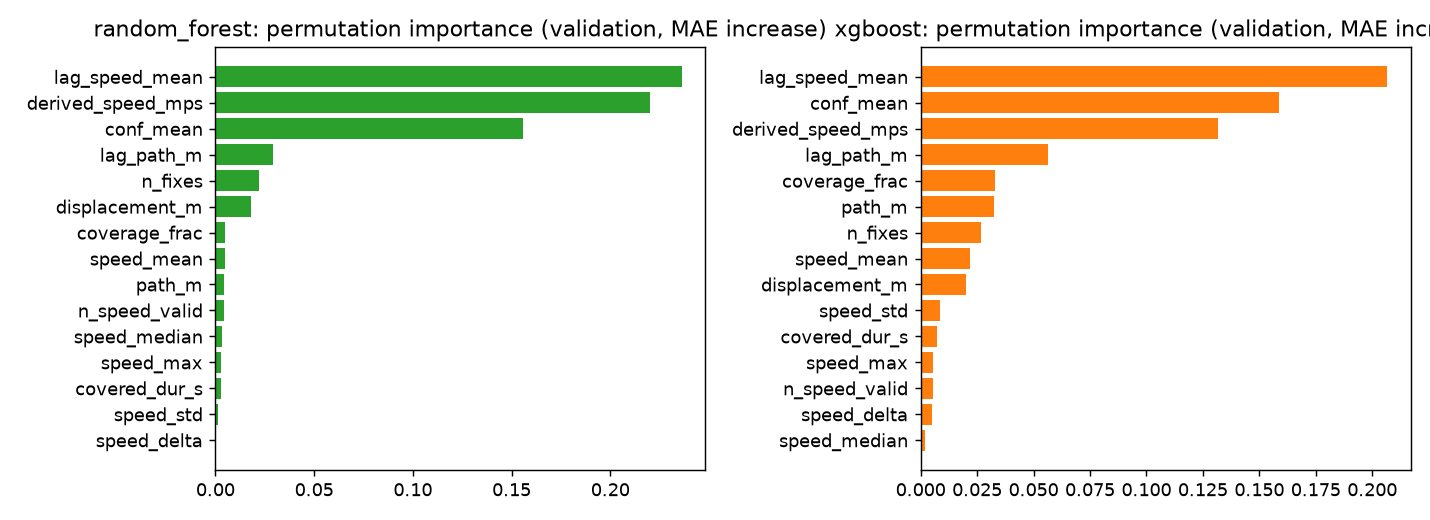 random_forest: permutation importance (validation, MAE increase)
lag_speed_mean
derived_speed_mps
conf_mean
lag_path_m
n_fixes
displacement_m
coverage_frac
speed_mean
path_m
n_speed_valid
speed_median
speed_max
covered_dur_s
speed_std
speed_delta
0.00 0.05 0.10 0.15 0.20
xgboost: permutation importance (validation, MAE incr
lag_speed_mean
conf_mean
derived_speed_mps
lag_path_m
coverage_frac
path_m
n_fixes
speed_mean
displacement_m
speed_std
covered_dur_s
speed_max
n_speed_valid
speed_delta
speed_median
0.000 0.025 0.050 0.075 0.100 0.125 0.150 0.175 0.200